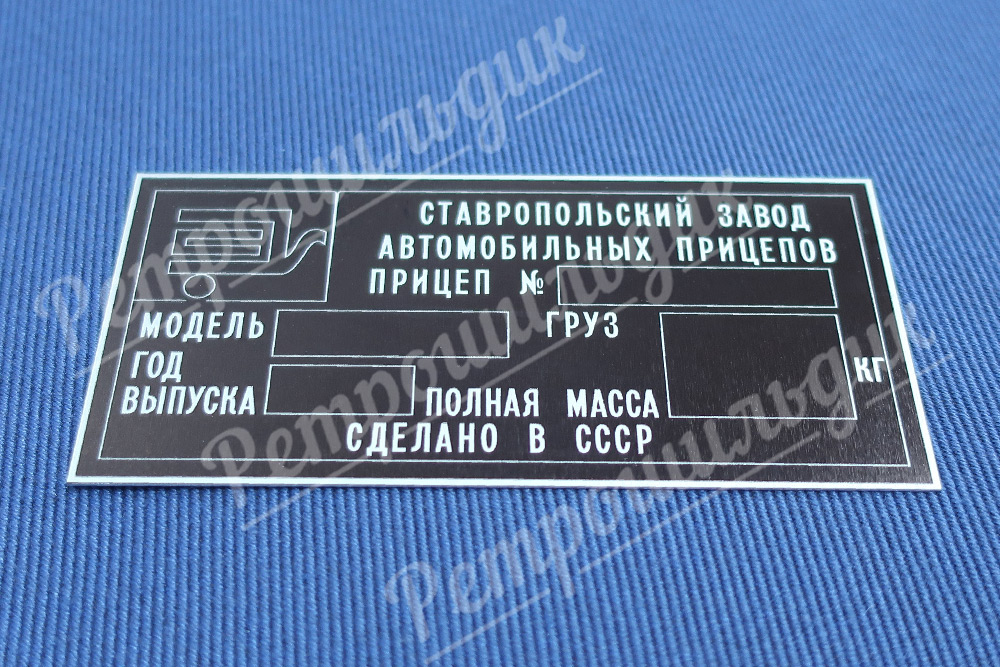 СТАВРОПОЛЬСКИЙ ЗАВОД
АВТОМОБИЛЬНЫХ ПРИЦЕПОВ
ПРИЦЕП №
МОДЕЛЬ ГРУЗ
ГОД
ВЫПУСКА ПОЛНАЯ МАССА КГ
СДЕЛАНО В СССР
Ретрошильдик
Ретрошильдик
Ретрошильдик
Ретрошильдик